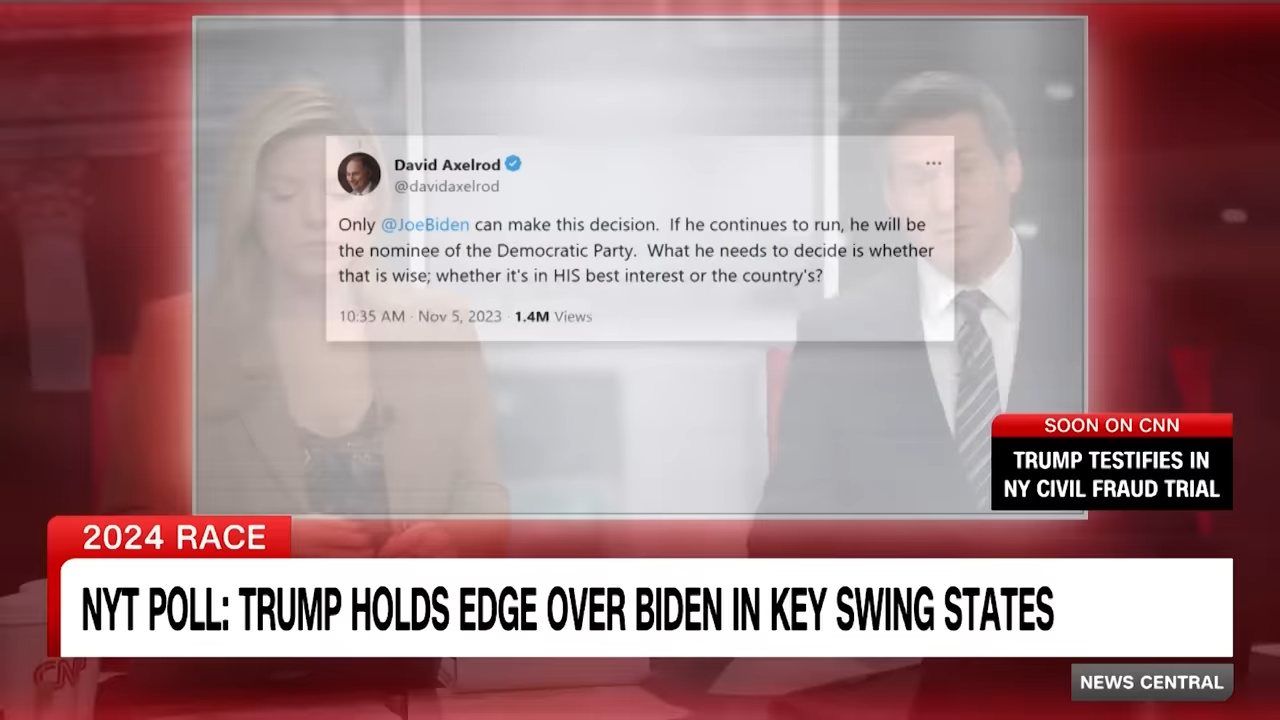 David Axelrod
@davidaxelrod
Only @JoeBiden can make this decision. If he continues to run, he will be
the nominee of the Democratic Party. What he needs to decide is whether
that is wise; whether it's in HIS best interest or the country's?
10:35 AM · Nov 5, 2023 · 1.4M Views
SOON ON CNN
TRUMP TESTIFIES IN
NY CIVIL FRAUD TRIAL
2024 RACE
NYT POLL: TRUMP HOLDS EDGE OVER BIDEN IN KEY SWING STATES
CNN
NEWS CENTRAL